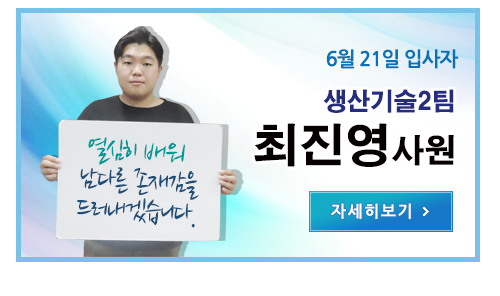 열심히 배워
남다른 존재감을
드러내겠습니다.
6월 21일 입사자
생산기술2팀
최진영사원
자세히보기 >